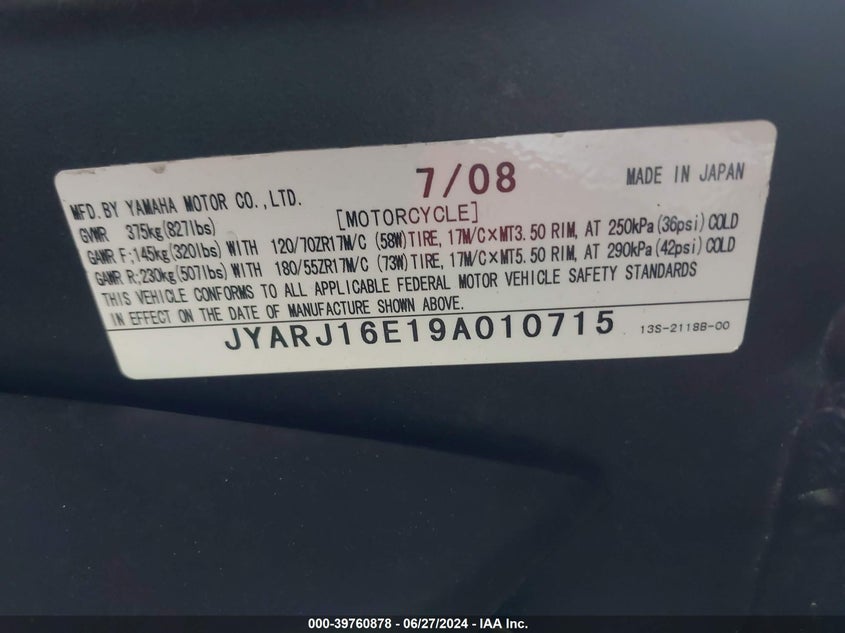 7/08
MADE IN JAPAN
MFD.BY YAMAHA MOTOR CO.,LTD.
GVWR 375kg(827lbs) [MOTORCYCLE]
GAWR F;145kg(320lbs) WITH 120/70ZR17M/C (58W)TIRE, 17M/C×MT3.50 RIM, AT 250kPa(36psi)COLD
GAWR R;230kg(507lbs) WITH 180/55ZR17M/C (73W)TIRE, 17M/C×MT5.50 RIM, AT 290kPa(42psi)COLD
THIS VEHICLE CONFORMS TO ALL APPLICABLE FEDERAL MOTOR VEHICLE SAFETY STANDARDS
IN EFFECT ON THE DATE OF MANUFACTURE SHOWN ABOVE.
JYARJ16E19A010715 13S-2118B-00
000-39760878 / 06/27/2024 - IAA Inc.